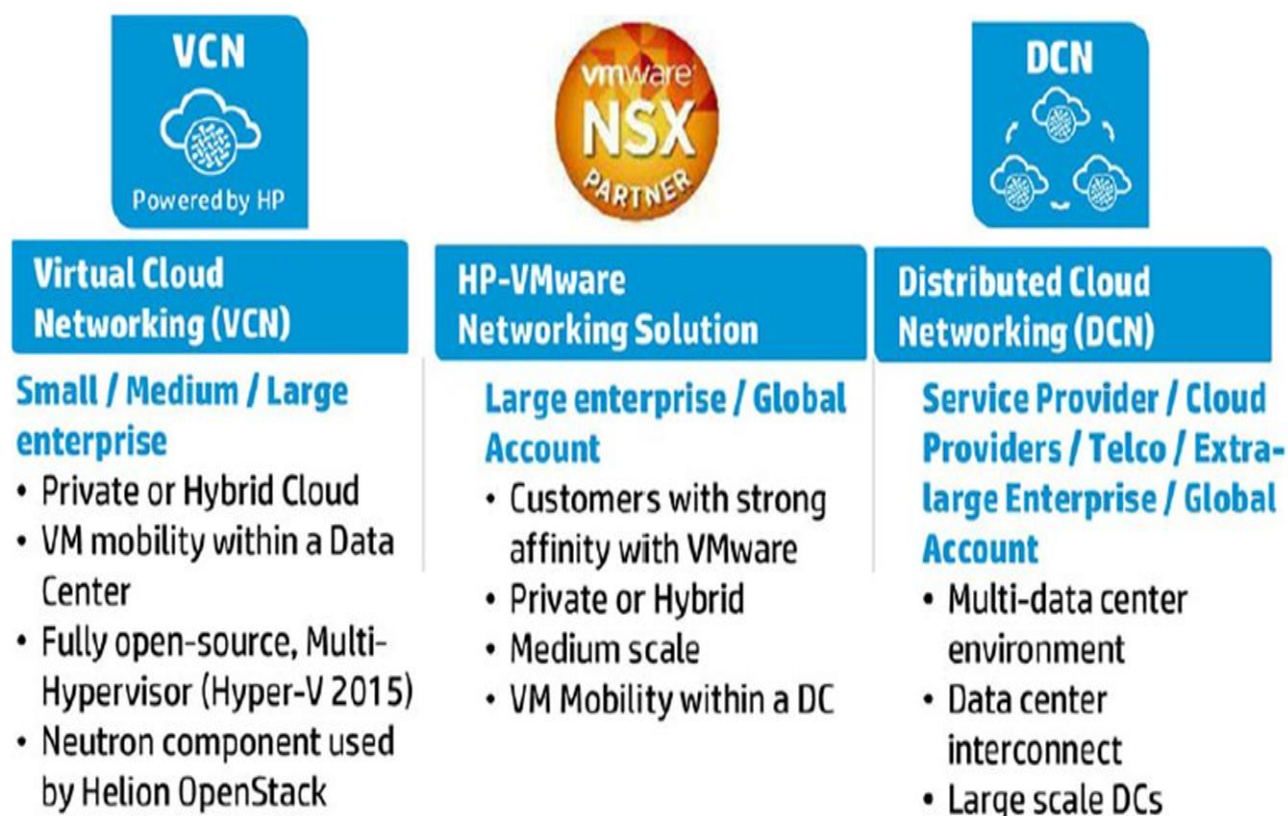 VCN
Powered by HP
Virtual Cloud
Networking (VCN)
Small / Medium / Large
enterprise
• Private or Hybrid Cloud
• VM mobility within a Data
Center
• Fully open-source, Multi-
Hypervisor (Hyper-V 2015)
• Neutron component used
by Helion OpenStack
vmware
NSX
PARTNER
HP-VMware
Networking Solution
Large enterprise / Global
Account
• Customers with strong
affinity with VMware
• Private or Hybrid
• Medium scale
• VM Mobility within a DC
DCN
Distributed Cloud
Networking (DCN)
Service Provider / Cloud
Providers / Telco / Extra-
large Enterprise / Global
Account
• Multi-data center
environment
• Data center
interconnect
• Large scale DCs